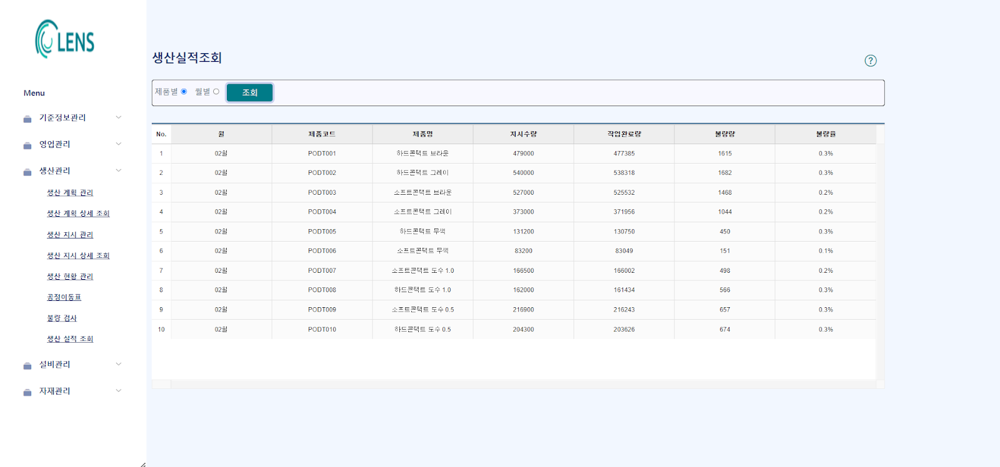 CLENS
Menu
기준정보관리
영업관리
생산관리
생산 계획 관리
생산 계획 상세 조회
생산 지시 관리
생산 지시 상세 조회
생산 현황 관리
공정이동표
불량 검사
생산 실적 조회
설비관리
자재관리
생산실적조회
?
제품별 월별 조회
No. 월 제품코드 제품명 지시수량 작업완료량 불량량 불량율
1 02월 PODT001 하드콘택트 브라운 479000 477385 1615 0.3%
2 02월 PODT002 하드콘택트 그레이 540000 538318 1682 0.3%
3 02월 PODT003 소프트콘택트 브라운 527000 525532 1468 0.2%
4 02월 PODT004 소프트콘택트 그레이 373000 371956 1044 0.2%
5 02월 PODT005 하드콘택트 무색 131200 130750 450 0.3%
6 02월 PODT006 소프트콘택트 무색 83200 83049 151 0.1%
7 02월 PODT007 소프트콘택트 도수 1.0 166500 166002 498 0.2%
8 02월 PODT008 하드콘택트 도수 1.0 162000 161434 566 0.3%
9 02월 PODT009 소프트콘택트 도수 0.5 216900 216243 657 0.3%
10 02월 PODT010 하드콘택트 도수 0.5 204300 203626 674 0.3%